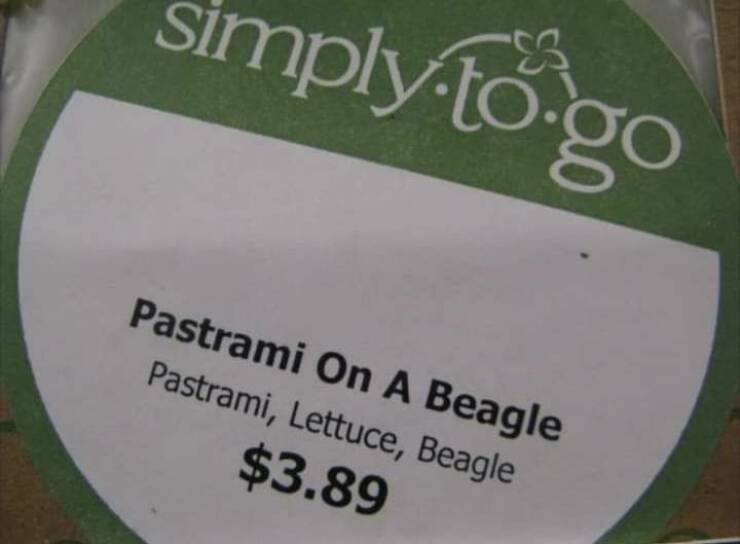 simply·to·go
Pastrami On A Beagle
Pastrami, Lettuce, Beagle
$3.89